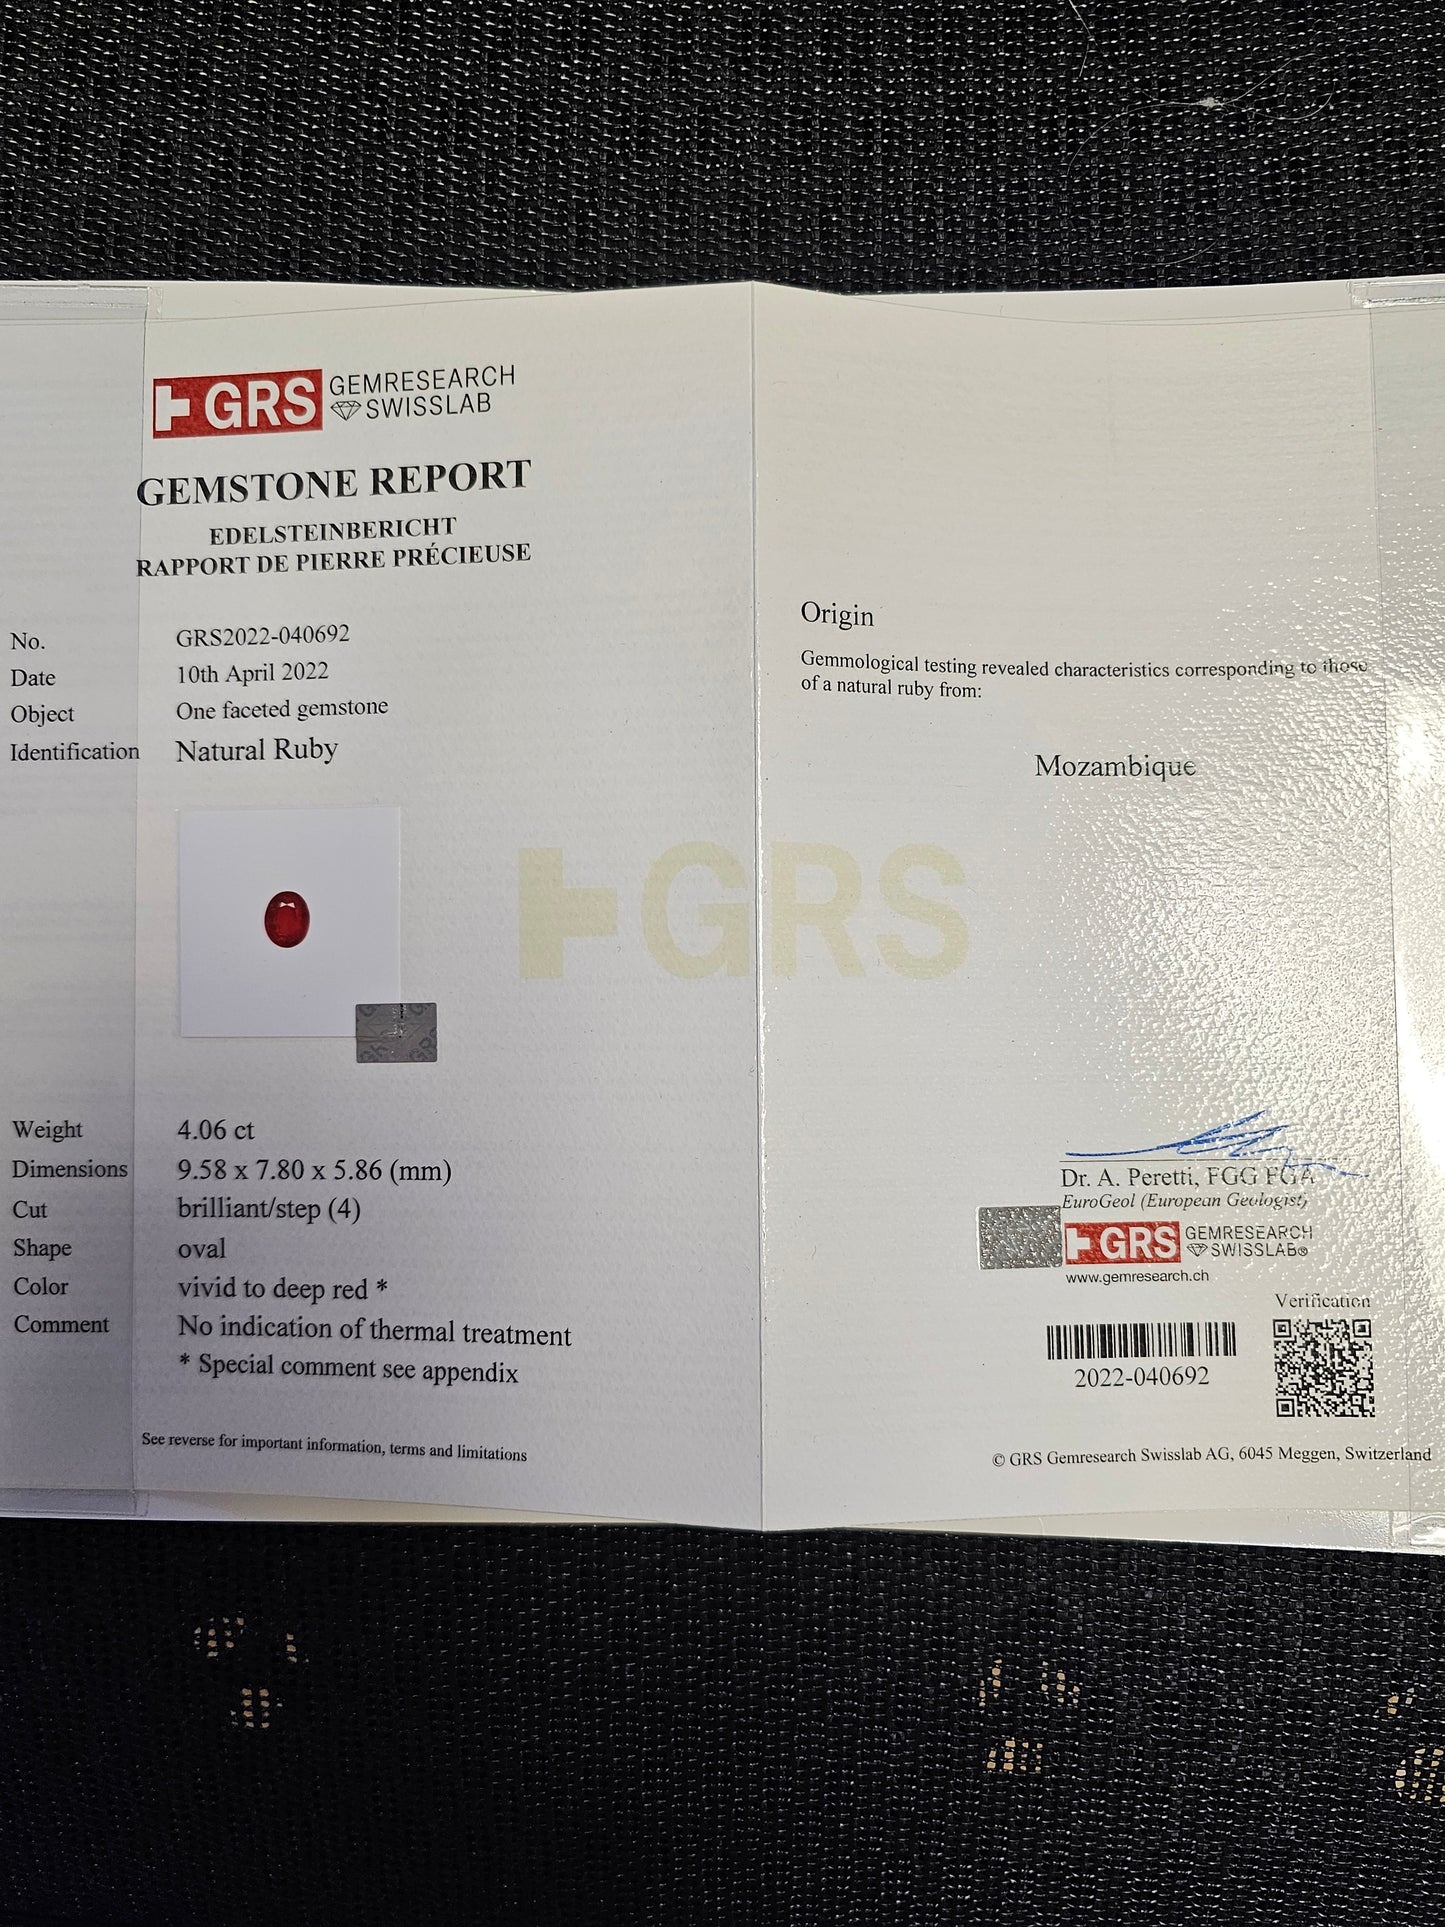 GRS GEMRESEARCH
SWISSLAB
GEMSTONE REPORT
EDELSTEINBERICHT
RAPPORT DE PIERRE PRÉCIEUSE
No. GRS2022-040692
Date 10th April 2022
Object One faceted gemstone
Identification Natural Ruby
Weight 4.06 ct
Dimensions 9.58 x 7.80 x 5.86 (mm)
Cut brilliant/step (4)
Shape oval
Color vivid to deep red *
Comment No indication of thermal treatment
* Special comment see appendix
See reverse for important information, terms and limitations
GRS
Origin
Gemmological testing revealed characteristics corresponding to those
of a natural ruby from:
Mozambique
Dr. A. Peretti, FGG FGA
EuroGeol (European Geologist)
GRS GEMRESEARCH
SWISSLAB®
www.gemresearch.ch
Verification
2022-040692
© GRS Gemresearch Swisslab AG, 6045 Meggen, Switzerland